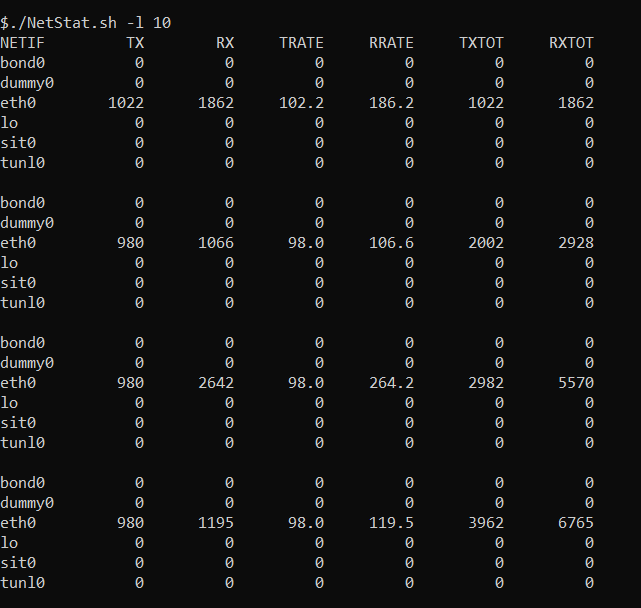 $./NetStat.sh -l 10
NETIF TX RX TRATE RRATE TXTOT RXTOT
bond0 0 0 0 0 0 0
dummy0 0 0 0 0 0 0
eth0 1022 1862 102.2 186.2 1022 1862
lo 0 0 0 0 0 0
sit0 0 0 0 0 0 0
tunl0 0 0 0 0 0 0
bond0 0 0 0 0 0 0
dummy0 0 0 0 0 0 0
eth0 980 1066 98.0 106.6 2002 2928
lo 0 0 0 0 0 0
sit0 0 0 0 0 0 0
tunl0 0 0 0 0 0 0
bond0 0 0 0 0 0 0
dummy0 0 0 0 0 0 0
eth0 980 2642 98.0 264.2 2982 5570
lo 0 0 0 0 0 0
sit0 0 0 0 0 0 0
tunl0 0 0 0 0 0 0
bond0 0 0 0 0 0 0
dummy0 0 0 0 0 0 0
eth0 980 1195 98.0 119.5 3962 6765
lo 0 0 0 0 0 0
sit0 0 0 0 0 0 0
tunl0 0 0 0 0 0 0